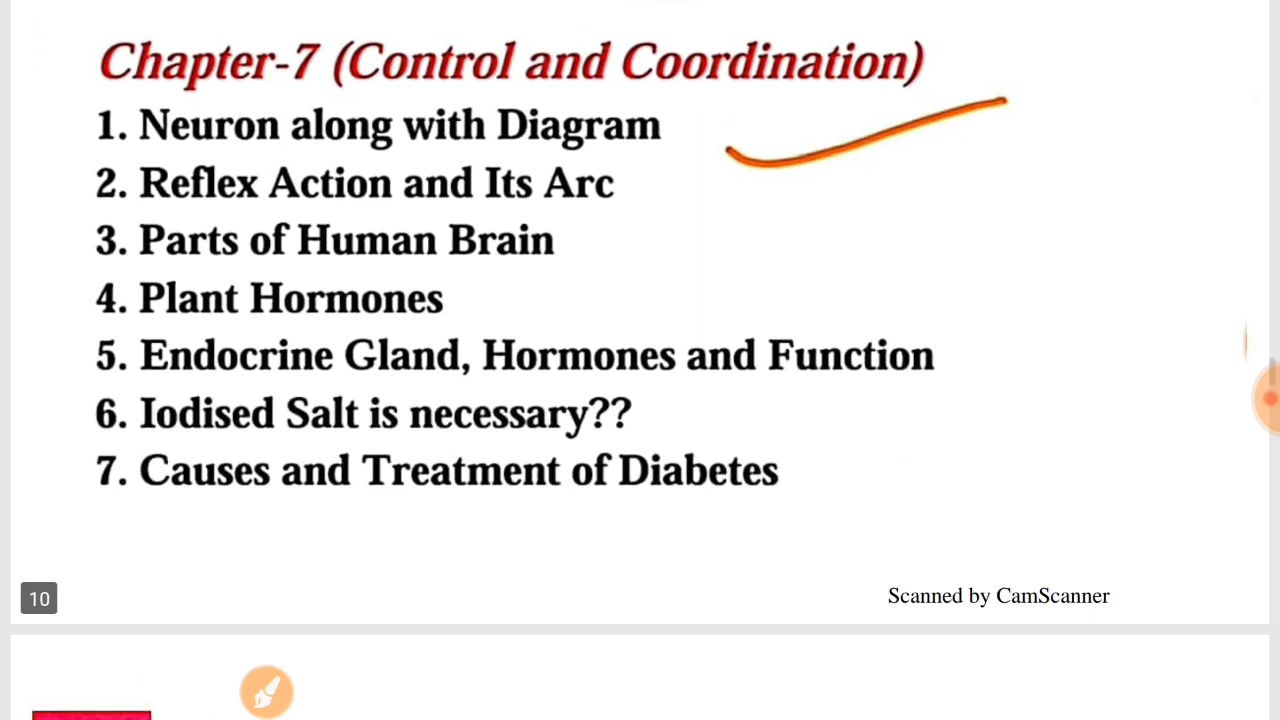 Chapter-7 (Control and Coordination)
1. Neuron along with Diagram
2. Reflex Action and Its Arc
3. Parts of Human Brain
4. Plant Hormones
5. Endocrine Gland, Hormones and Function
6. Iodised Salt is necessary??
7. Causes and Treatment of Diabetes
10
Scanned by CamScanner